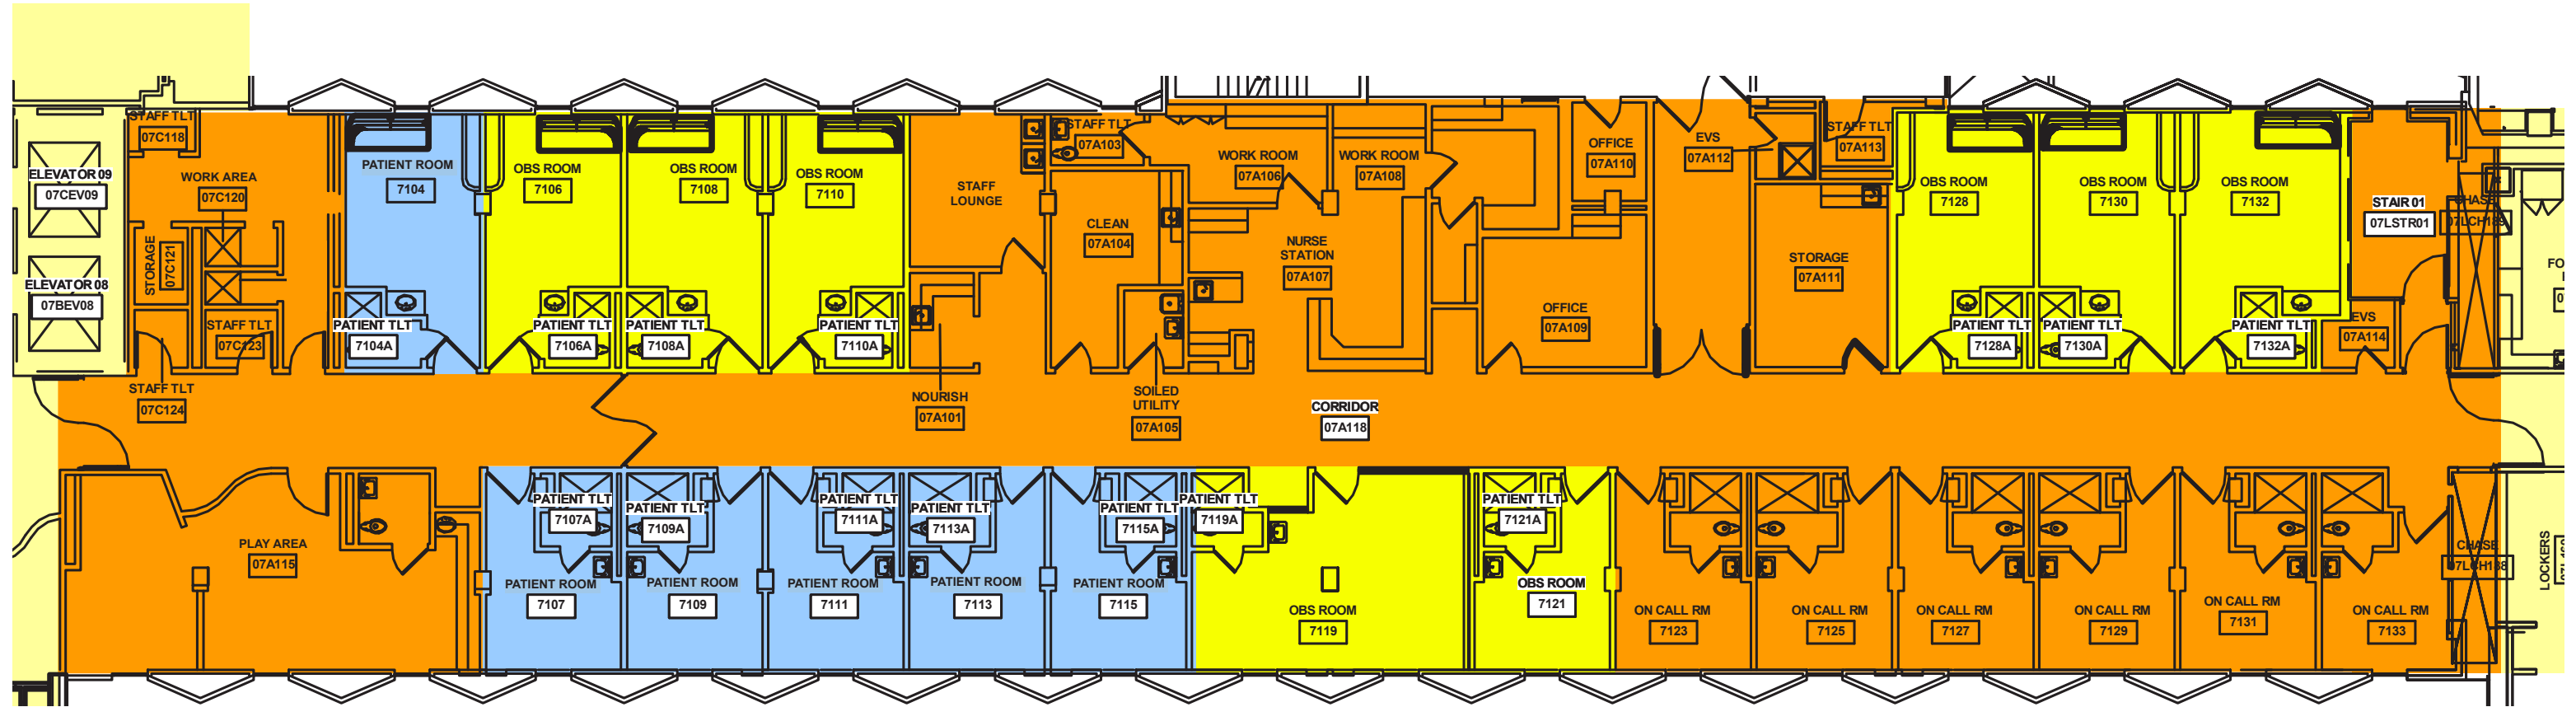 STAFF TLT
07C118
ELEVATOR 09
07CEV09
WORK AREA
07C120
STORAGE
07C121
ELEVATOR 08
07BEV08
STAFF TLT
07C123
STAFF TLT
07C124
PATIENT ROOM
7104
PATIENT TLT
7104A
OBS ROOM
7106
PATIENT TLT
7106A
OBS ROOM
7108
PATIENT TLT
7108A
OBS ROOM
7110
PATIENT TLT
7110A
STAFF
LOUNGE
NOURISH
07A101
STAFF TLT
07A103
CLEAN
07A104
SOILED
UTILITY
07A105
WORK ROOM
07A106
WORK ROOM
07A108
NURSE
STATION
07A107
CORRIDOR
07A118
OFFICE
07A110
OFFICE
07A109
EVS
07A112
STAFF TLT
07A113
STORAGE
07A111
OBS ROOM
7128
PATIENT TLT
7128A
OBS ROOM
7130
PATIENT TLT
7130A
OBS ROOM
7132
PATIENT TLT
7132A
STAIR 01
07LSTR01
EVS
07A114
CHASE
FO
0
PLAY AREA
07A115
PATIENT TLT
7107A
PATIENT ROOM
7107
PATIENT TLT
7109A
PATIENT ROOM
7109
PATIENT TLT
7111A
PATIENT ROOM
7111
PATIENT TLT
7113A
PATIENT ROOM
7113
PATIENT TLT
7115A
PATIENT ROOM
7115
PATIENT TLT
7119A
OBS ROOM
7119
PATIENT TLT
7121A
OBS ROOM
7121
ON CALL RM
7123
ON CALL RM
7125
ON CALL RM
7127
ON CALL RM
7129
ON CALL RM
7131
ON CALL RM
7133
CHASE
07LCH188
LOCKERS